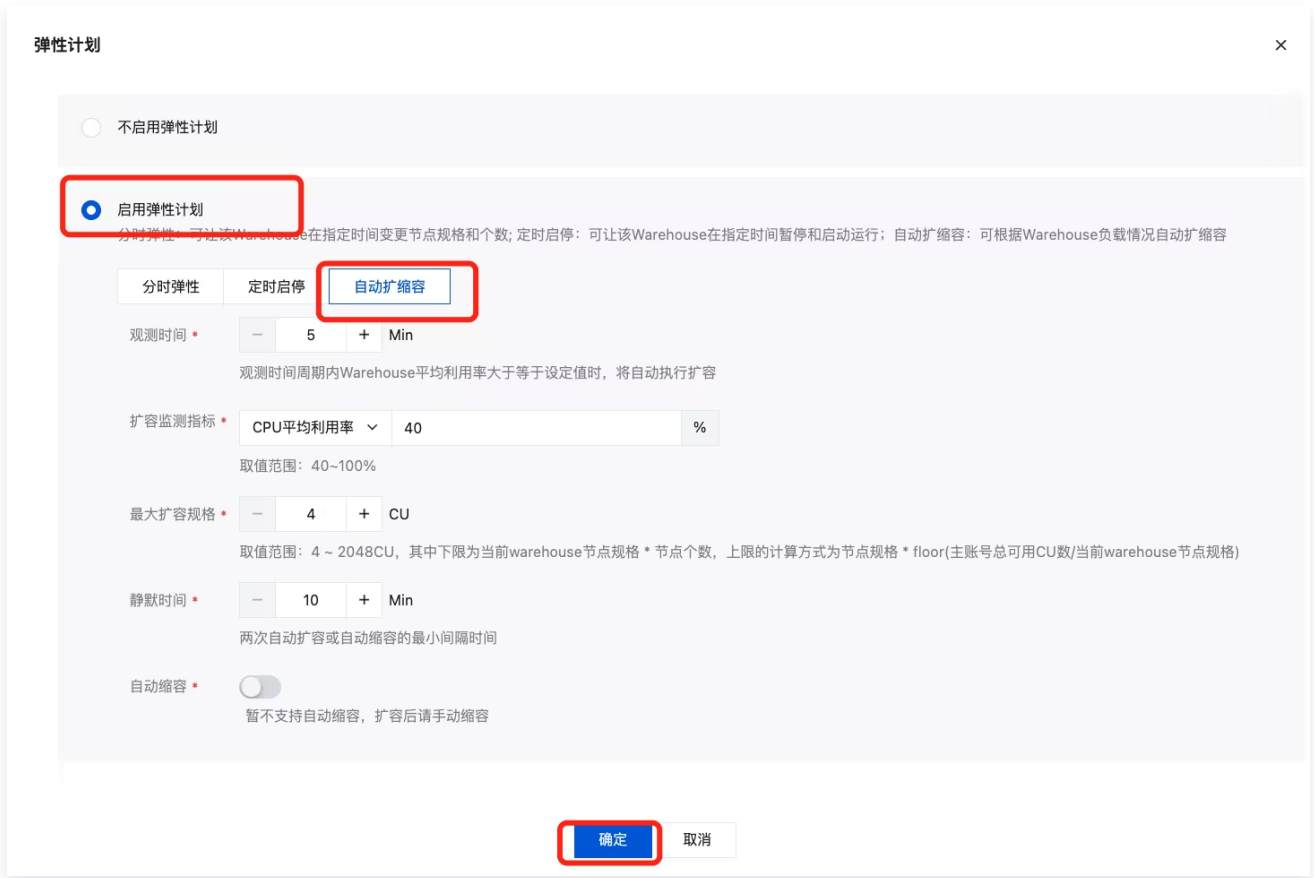 弹性计划
不启用弹性计划
启用弹性计划
分时弹性：可让该Warehouse在指定时间变更节点规格和个数; 定时启停：可让该Warehouse在指定时间暂停和启动运行；自动扩缩容：可根据Warehouse负载情况自动扩缩容
分时弹性 定时启停 自动扩缩容
观测时间 * − 5 + Min
观测时间周期内Warehouse平均利用率大于等于设定值时，将自动执行扩容
扩容监测指标 * CPU平均利用率 40 %
取值范围：40~100%
最大扩容规格 * − 4 + CU
取值范围：4 ~ 2048CU，其中下限为当前warehouse节点规格 * 节点个数，上限的计算方式为节点规格 * floor(主账号总可用CU数/当前warehouse节点规格)
静默时间 * − 10 + Min
两次自动扩容或自动缩容的最小间隔时间
自动缩容 *
暂不支持自动缩容，扩容后请手动缩容
确定 取消